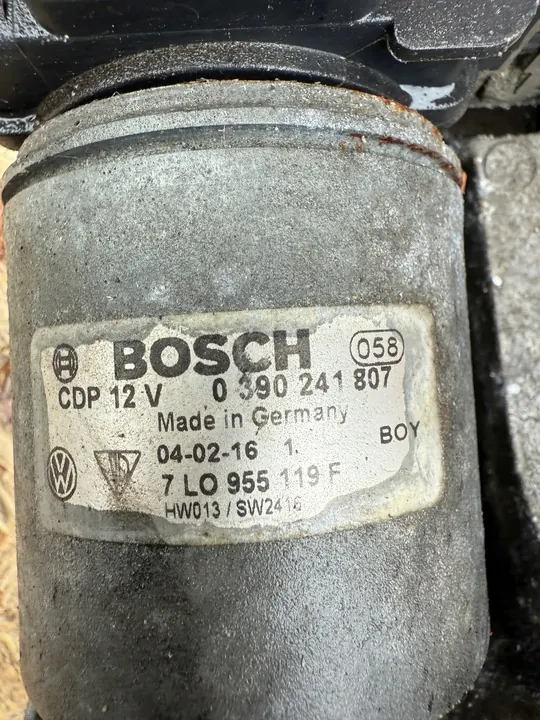 BOSCH 058
CDP 12 V 0 390 241 807
Made in Germany
04-02-16 1.
BOY
7 L0 955 119 F
HW013 / SW2416